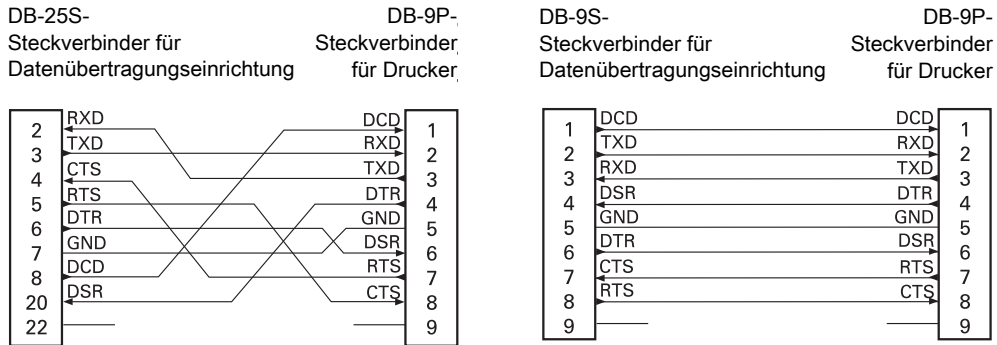 DB-25S- DB-9P-
Steckverbinder für Steckverbinder
Datenübertragungseinrichtung für Drucker
2 RXD DCD 1
3 TXD RXD 2
4 CTS TXD 3
5 RTS DTR 4
6 DTR GND 5
7 GND DSR 6
8 DCD RTS 7
20 DSR CTS 8
22 9
DB-9S- DB-9P-
Steckverbinder für Steckverbinder
Datenübertragungseinrichtung für Drucker
1 DCD DCD 1
2 TXD RXD 2
3 RXD TXD 3
4 DSR DTR 4
5 GND GND 5
6 DTR DSR 6
7 CTS RTS 7
8 RTS CTS 8
9 9